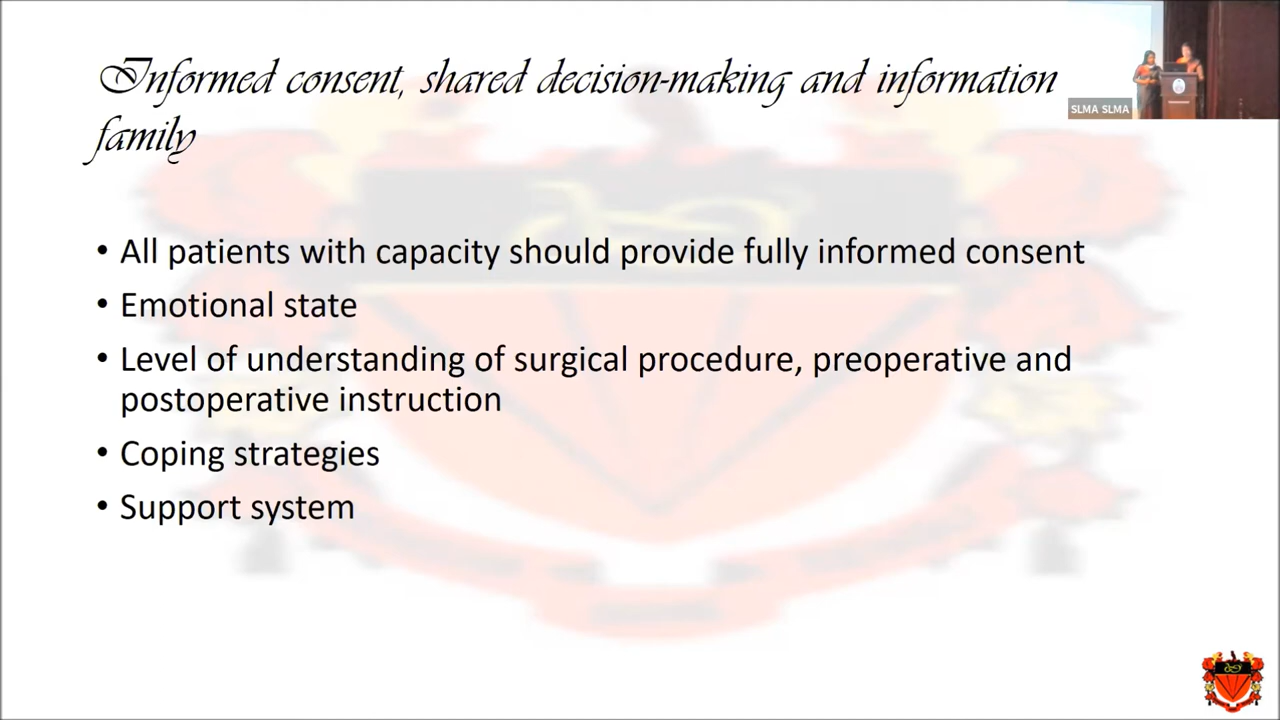 Informed consent, shared decision-making and information
family
SLMA SLMA
• All patients with capacity should provide fully informed consent
• Emotional state
• Level of understanding of surgical procedure, preoperative and
postoperative instruction
• Coping strategies
• Support system